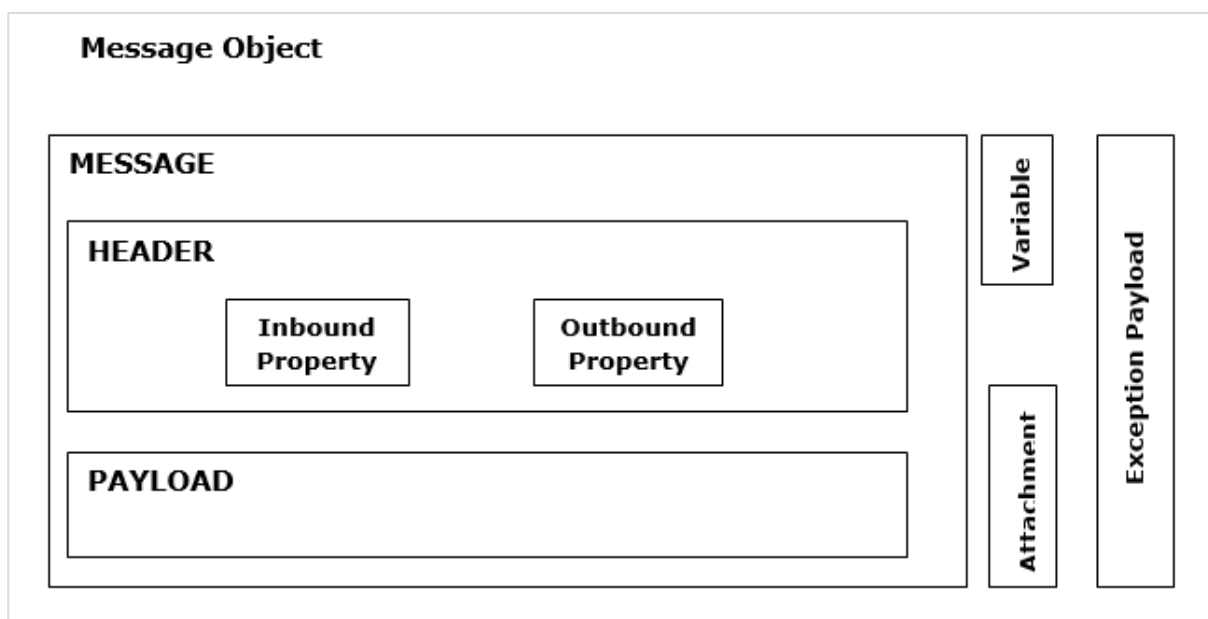 Message Object
MESSAGE
HEADER
Inbound
Property
Outbound
Property
PAYLOAD
Variable
Attachment
Exception Payload